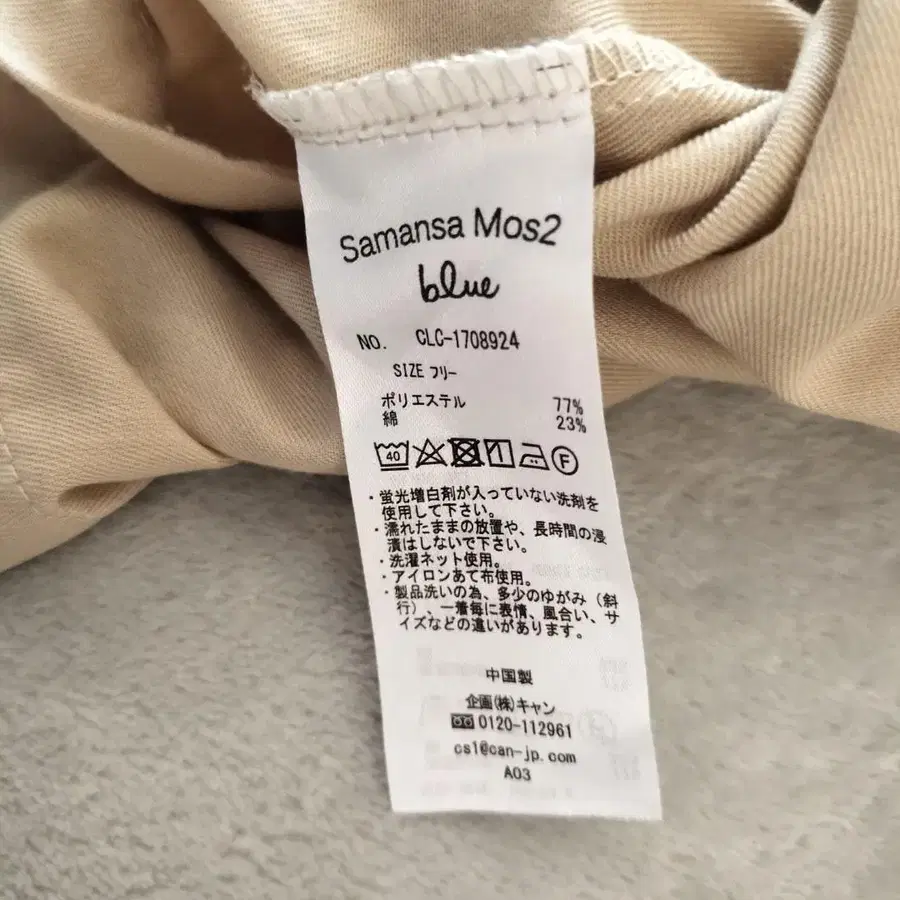 Samansa Mos2
blue
NO. CLC-1708924
SIZE フリー
ポリエステル 77%
綿 23%
40 F
・蛍光増白剤が入っていない洗剤を
使用して下さい。
・濡れたままの放置や、長時間の浸
漬はしないで下さい。
・洗濯ネット使用。
・アイロンあて布使用。
・製品洗いの為、多少のゆがみ（斜
行）、一着毎に表情、風合い、サ
イズなどの違いがあります。
中国製
企画(株)キャン
0120-112961
cs1@can-jp.com
A03